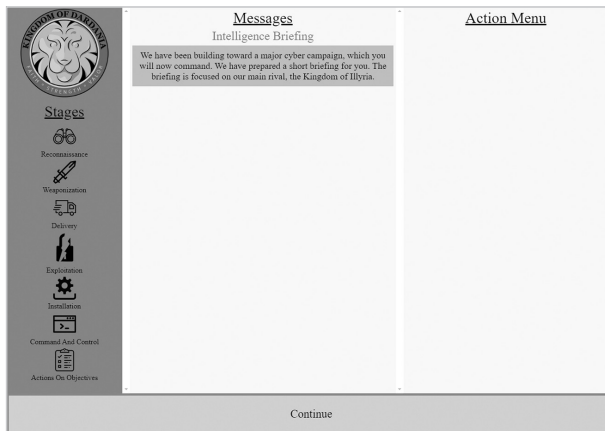 KINGDOM OF DARDANIA
STRENGTH
Stages
Reconnaissance
Weaponization
Delivery
Exploitation
Installation
Command And Control
Actions On Objectives
Messages
Intelligence Briefing
We have been building toward a major cyber campaign, which you
will now command. We have prepared a short briefing for you. The
briefing is focused on our main rival, the Kingdom of Illyria.
Action Menu
Continue